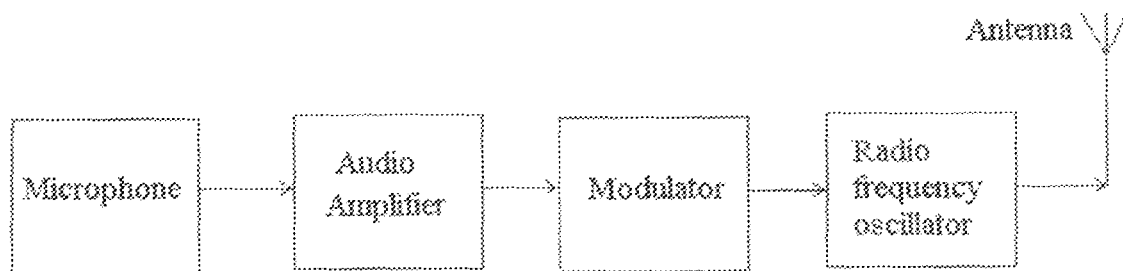 Antenna
Microphone
Audio
Amplifier
Modulator
Radio
frequency
oscillator